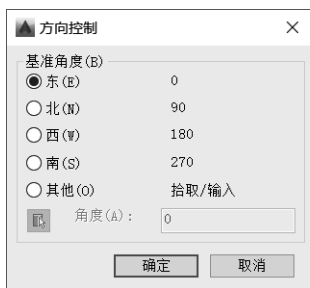 方向控制
基准角度(B)
东(E) 0
北(N) 90
西(W) 180
南(S) 270
其他(O) 拾取/输入
角度(A): 0
确定 取消